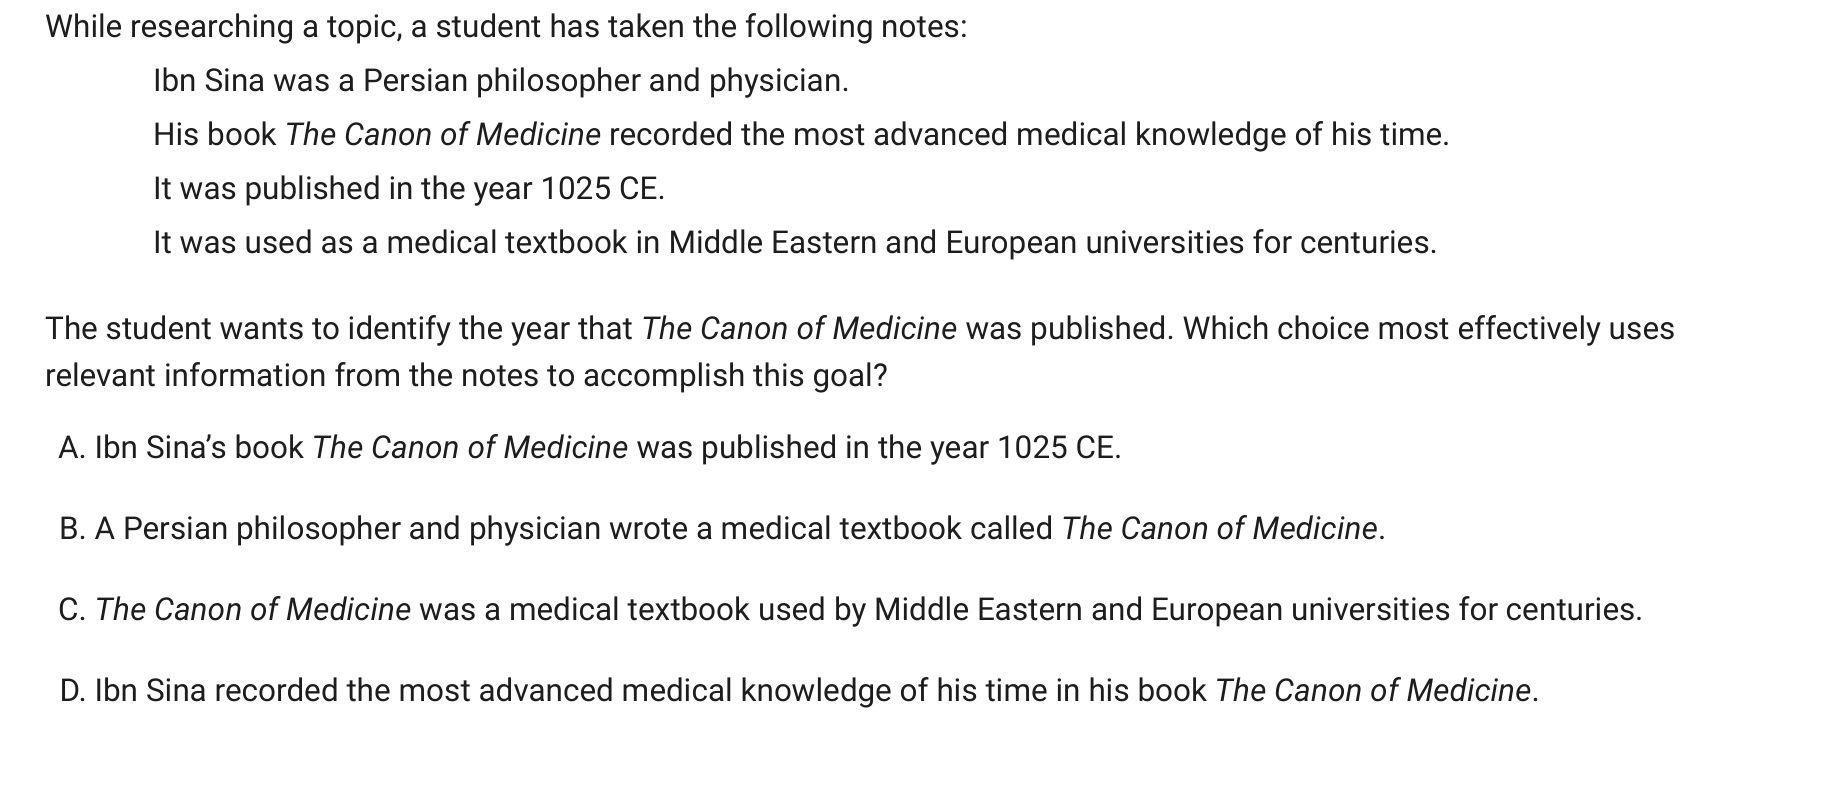 While researching a topic, a student has taken the following notes:
Ibn Sina was a Persian philosopher and physician.
His book The Canon of Medicine recorded the most advanced medical knowledge of his time.
It was published in the year 1025 CE.
It was used as a medical textbook in Middle Eastern and European universities for centuries.
The student wants to identify the year that The Canon of Medicine was published. Which choice most effectively uses
relevant information from the notes to accomplish this goal?
A. Ibn Sina’s book The Canon of Medicine was published in the year 1025 CE.
B. A Persian philosopher and physician wrote a medical textbook called The Canon of Medicine.
C. The Canon of Medicine was a medical textbook used by Middle Eastern and European universities for centuries.
D. Ibn Sina recorded the most advanced medical knowledge of his time in his book The Canon of Medicine.